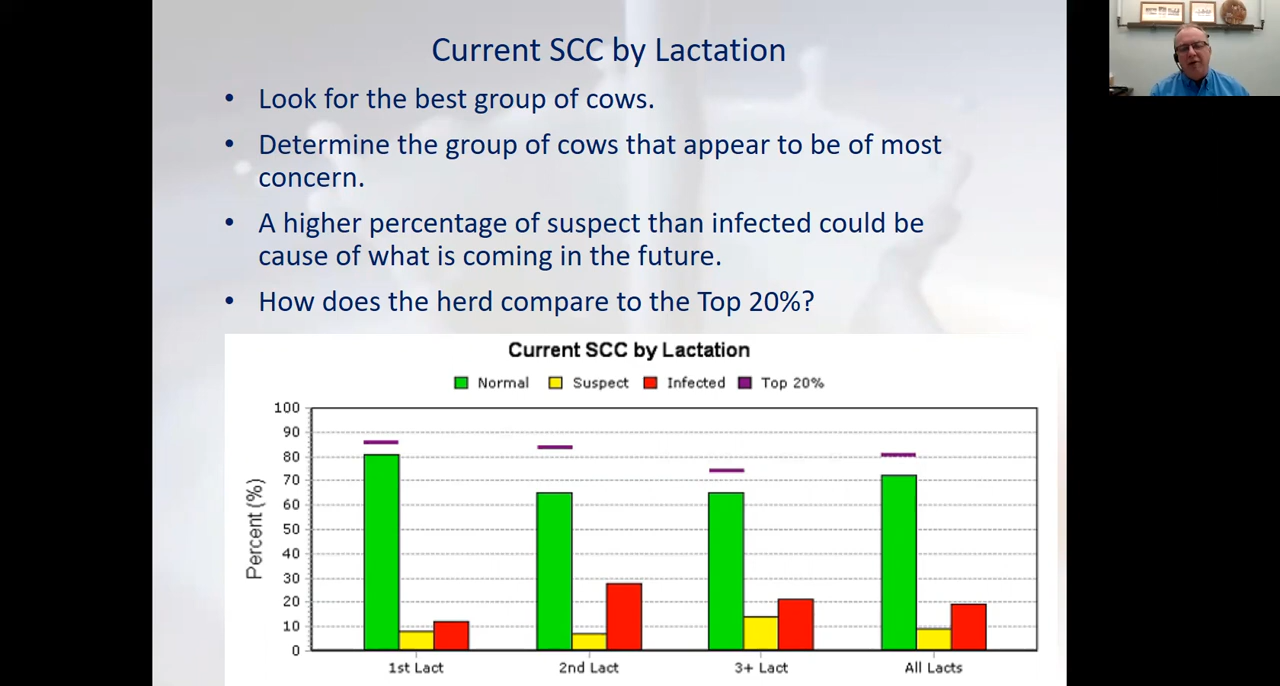 Current SCC by Lactation
• Look for the best group of cows.
• Determine the group of cows that appear to be of most
concern.
• A higher percentage of suspect than infected could be
cause of what is coming in the future.
• How does the herd compare to the Top 20%?
Current SCC by Lactation
Normal Suspect Infected Top 20%
100
90
80
70
60
50
40
30
20
10
0
Percent (%)
1st Lact 2nd Lact 3+ Lact All Lacts